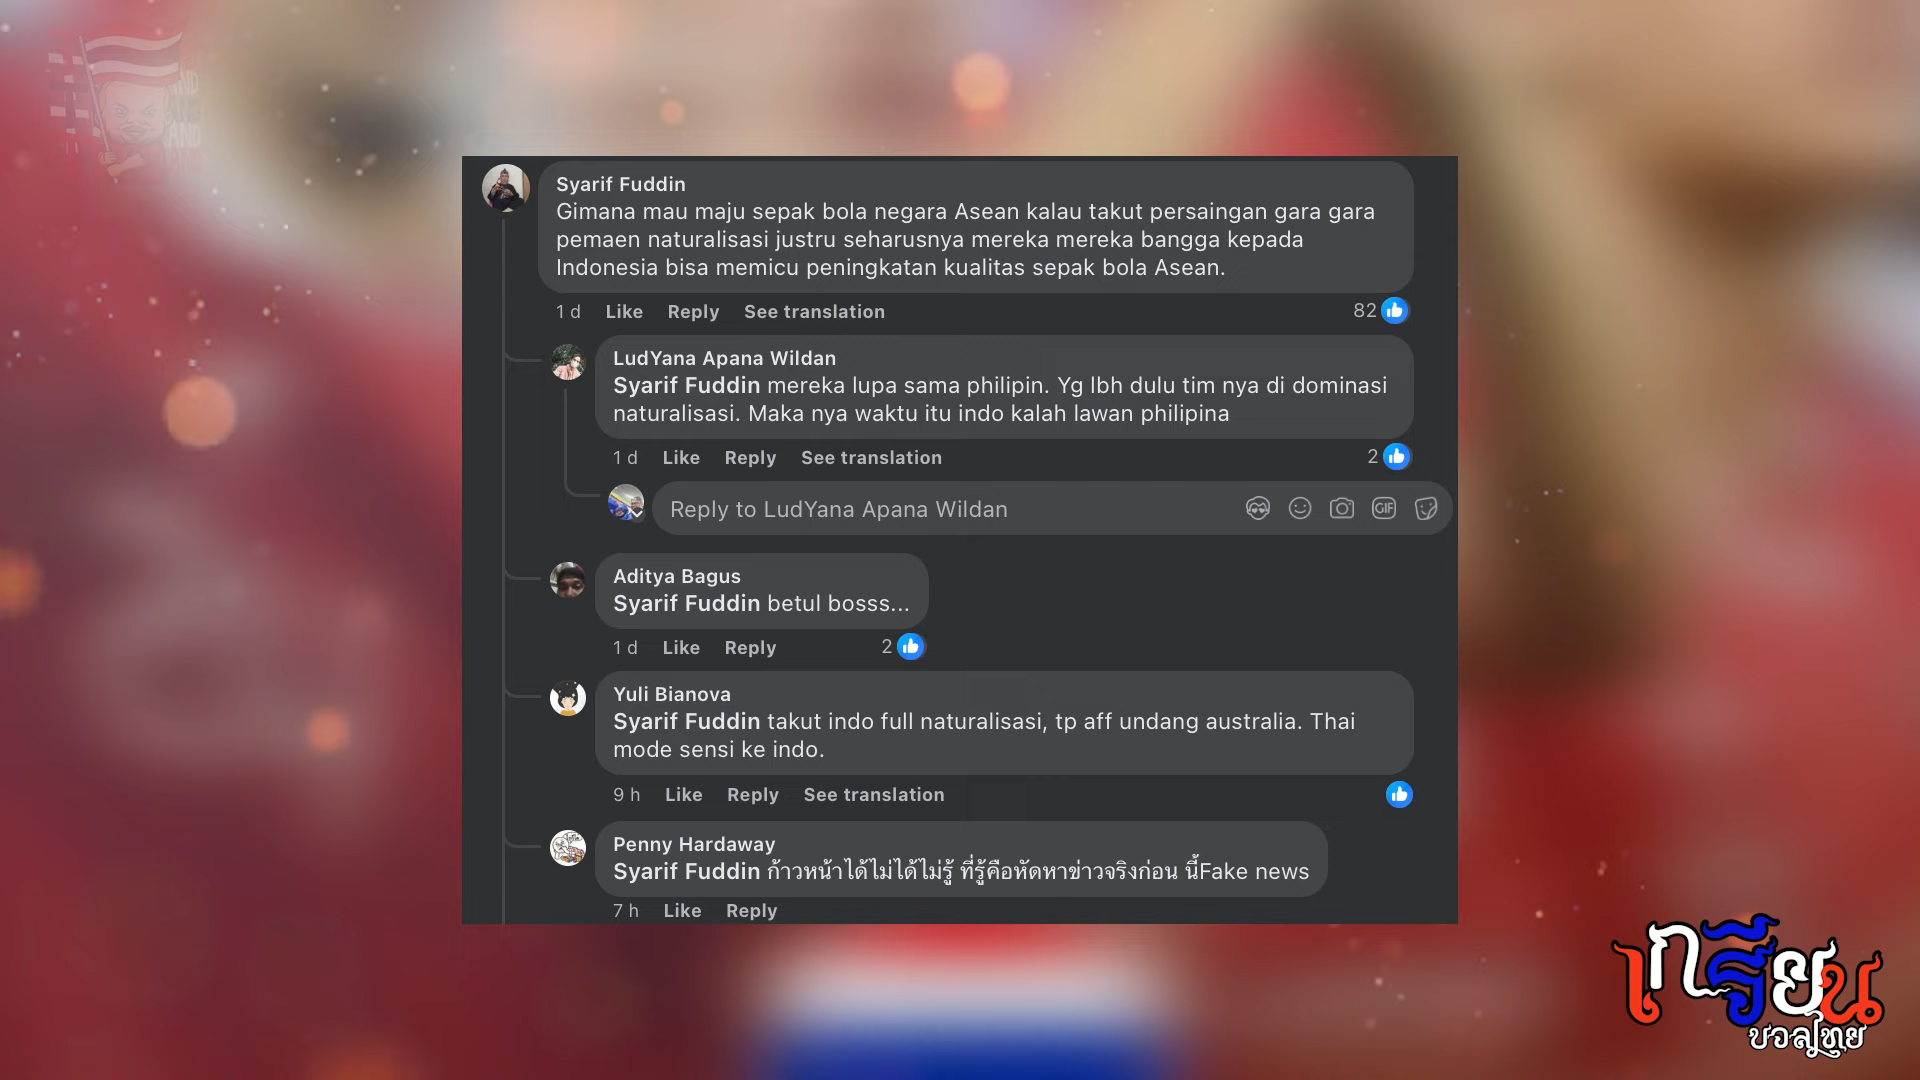 Syarif Fuddin
Gimana mau maju sepak bola negara Asean kalau takut persaingan gara gara
pemaen naturalisasi justru seharusnya mereka mereka bangga kepada
Indonesia bisa memicu peningkatan kualitas sepak bola Asean.
1 d Like Reply See translation 82
LudYana Apana Wildan
Syarif Fuddin mereka lupa sama philipin. Yg lbh dulu tim nya di dominasi
naturalisasi. Maka nya waktu itu indo kalah lawan philipina
1 d Like Reply See translation 2
Reply to LudYana Apana Wildan GIF
Aditya Bagus
Syarif Fuddin betul bosss...
1 d Like Reply 2
Yuli Bianova
Syarif Fuddin takut indo full naturalisasi, tp aff undang australia. Thai
mode sensi ke indo.
9 h Like Reply See translation
Penny Hardaway
Syarif Fuddin ก้าวหน้าได้ไม่ได้ไม่รู้ ที่รู้คือหัดหาข่าวจริงก่อน นี้Fake news
7 h Like Reply
เกรียน
บอลไทย